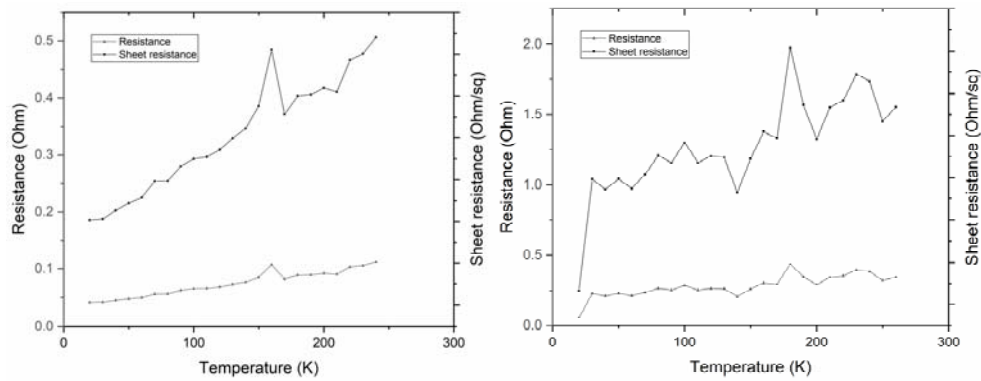 0.5
0.4
0.3
0.2
0.1
0.0
Resistance (Ohm)
Resistance
Sheet resistance
Sheet resistance (Ohm/sq)
0
100
200
300
Temperature (K)
2.0
1.5
1.0
0.5
0.0
Resistance (Ohm)
Resistance
Sheet resistance
Sheet resistance (Ohm/sq)
0
100
200
300
Temperature (K)